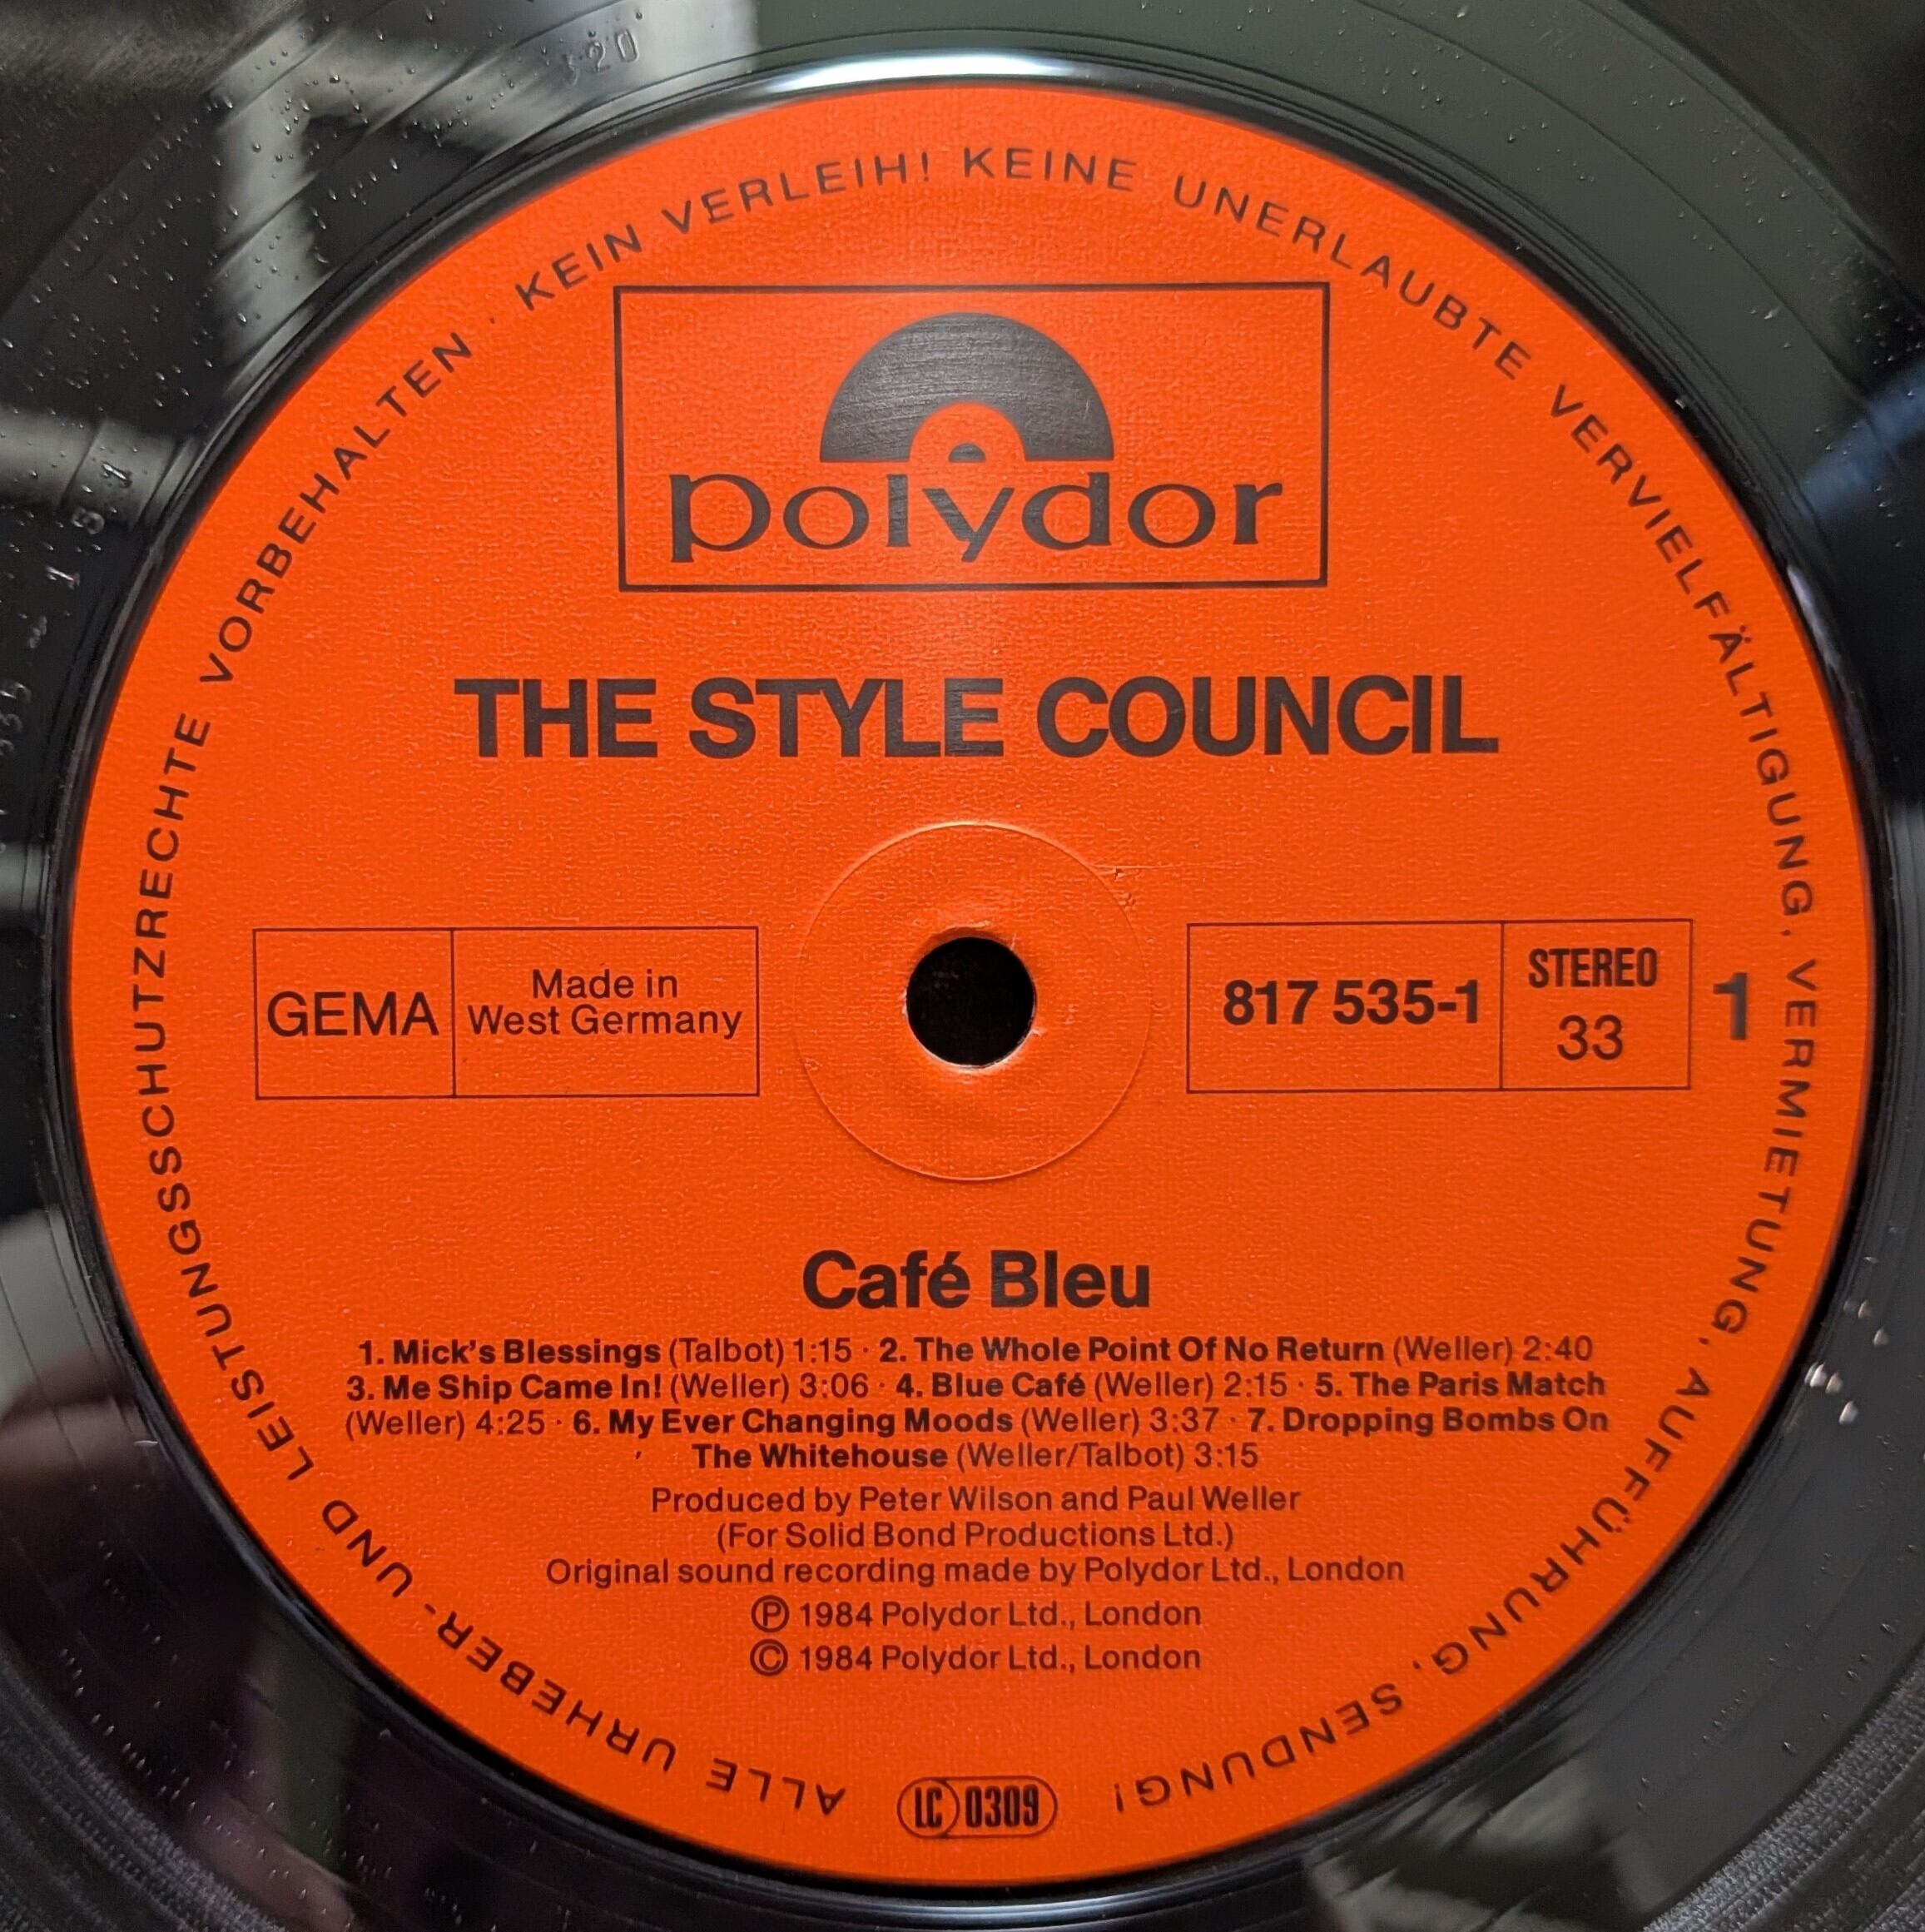 ALLE URHEBER- UND LEISTUNGSSCHUTZRECHTE VORBEHALTEN · KEIN VERLEIH! KEINE UNERLAUBTE VERVIELFÄLTIGUNG, VERMIETUNG, AUFFÜHRUNG, SENDUNG!
polydor
THE STYLE COUNCIL
GEMA
Made in
West Germany
817 535-1
STEREO
33
1
Café Bleu
1. Mick's Blessings (Talbot) 1:15 · 2. The Whole Point Of No Return (Weller) 2:40
3. Me Ship Came In! (Weller) 3:06 · 4. Blue Café (Weller) 2:15 · 5. The Paris Match
(Weller) 4:25 · 6. My Ever Changing Moods (Weller) 3:37 · 7. Dropping Bombs On
The Whitehouse (Weller/Talbot) 3:15
Produced by Peter Wilson and Paul Weller
(For Solid Bond Productions Ltd.)
Original sound recording made by Polydor Ltd., London
℗ 1984 Polydor Ltd., London
© 1984 Polydor Ltd., London
LC 0309